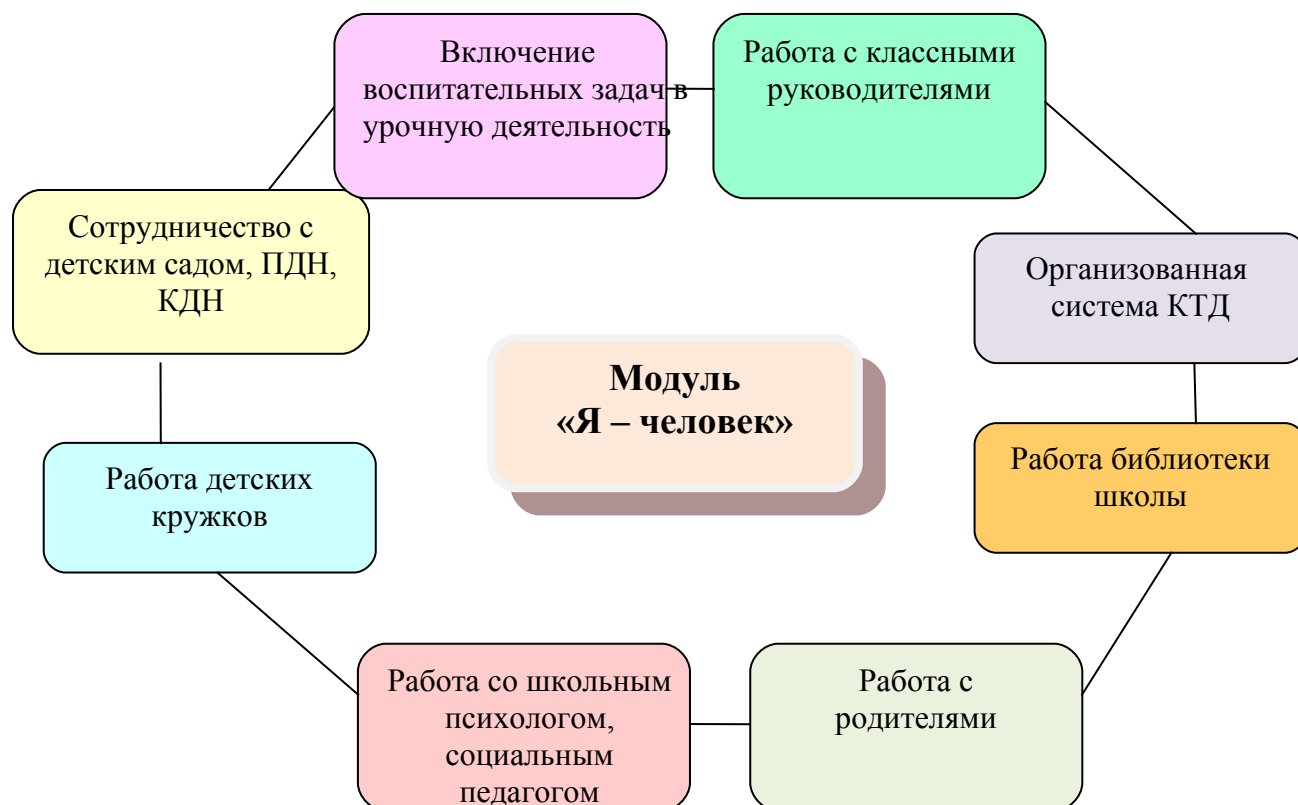 Включение
воспитательных задач в
урочную деятельность
Работа с классными
руководителями
Сотрудничество с
детским садом, ПДН,
КДН
Организованная
система КТД
Модуль
«Я – человек»
Работа детских
кружков
Работа библиотеки
школы
Работа со школьным
психологом,
социальным
педагогом
Работа с
родителями